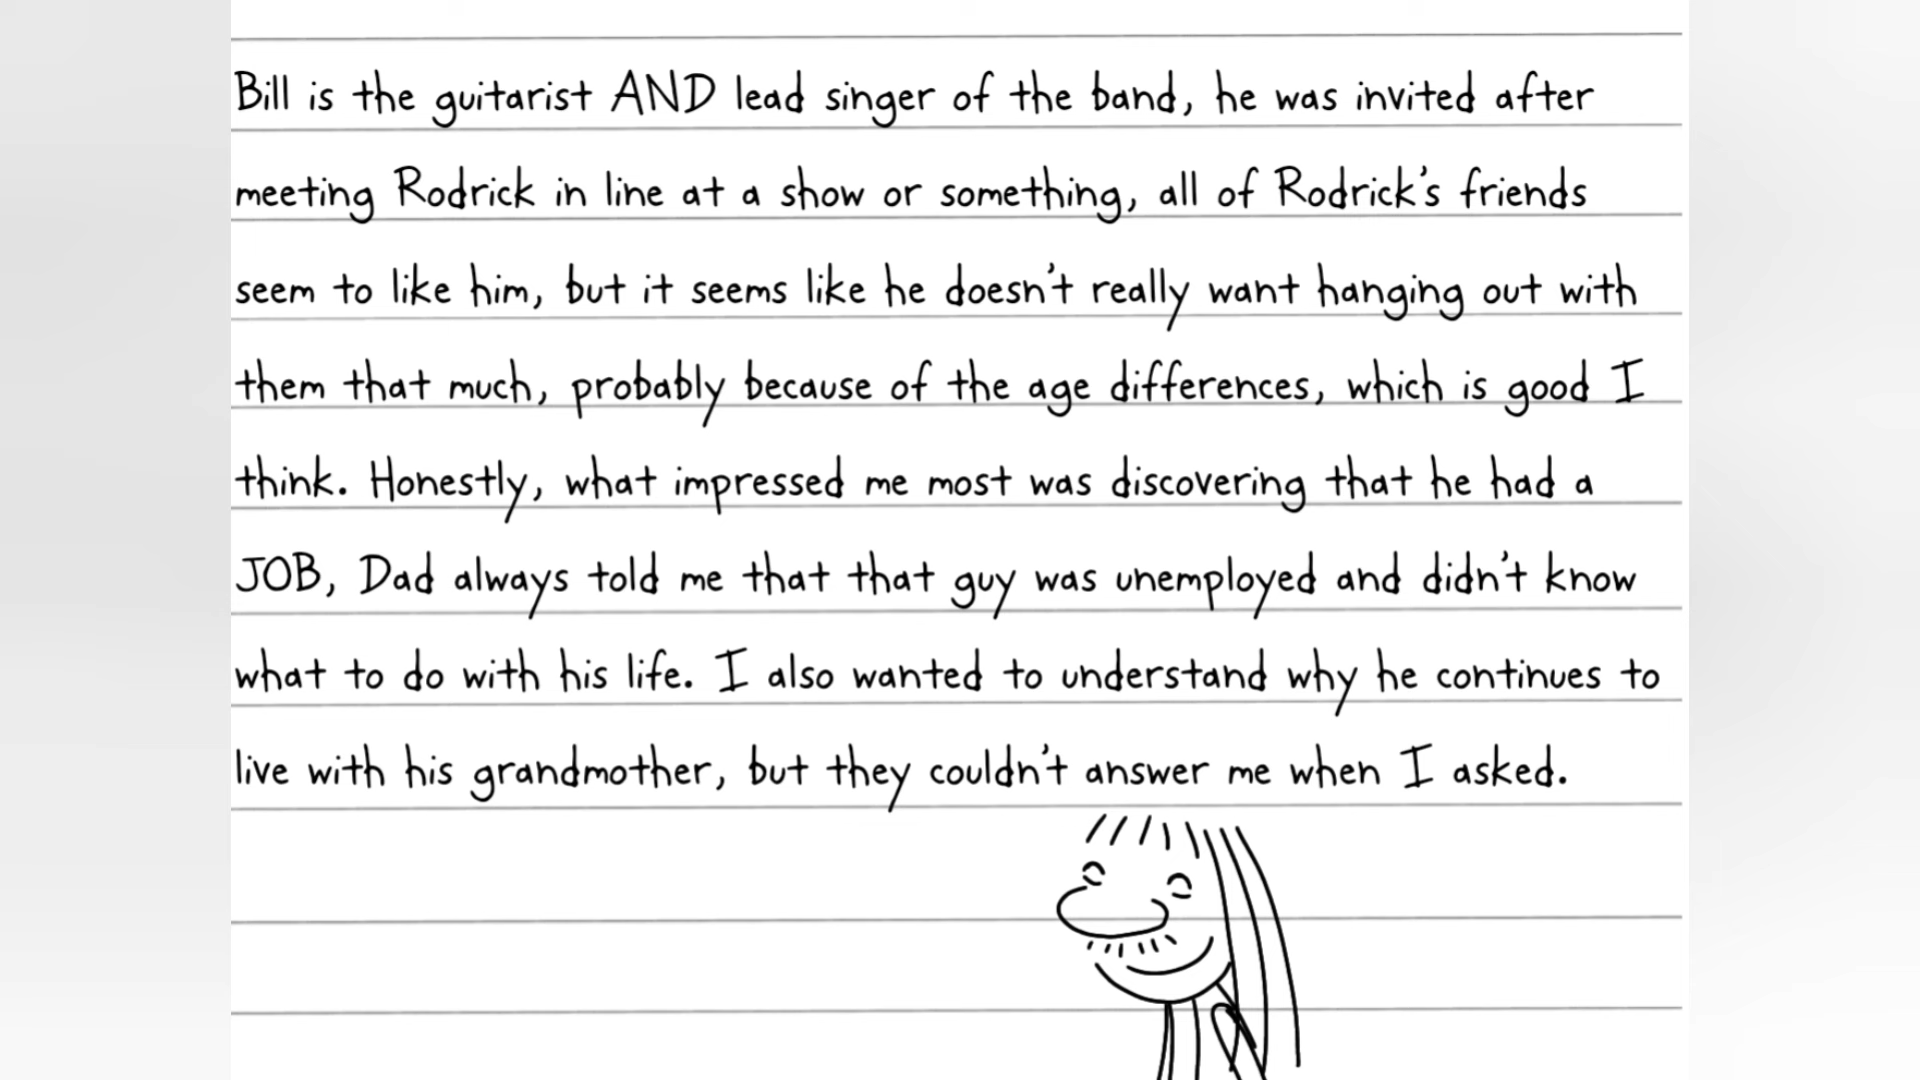 Bill is the guitarist AND lead singer of the band, he was invited after
meeting Rodrick in line at a show or something, all of Rodrick's friends
seem to like him, but it seems like he doesn't really want hanging out with
them that much, probably because of the age differences, which is good I
think. Honestly, what impressed me most was discovering that he had a
JOB, Dad always told me that that guy was unemployed and didn't know
what to do with his life. I also wanted to understand why he continues to
live with his grandmother, but they couldn't answer me when I asked.